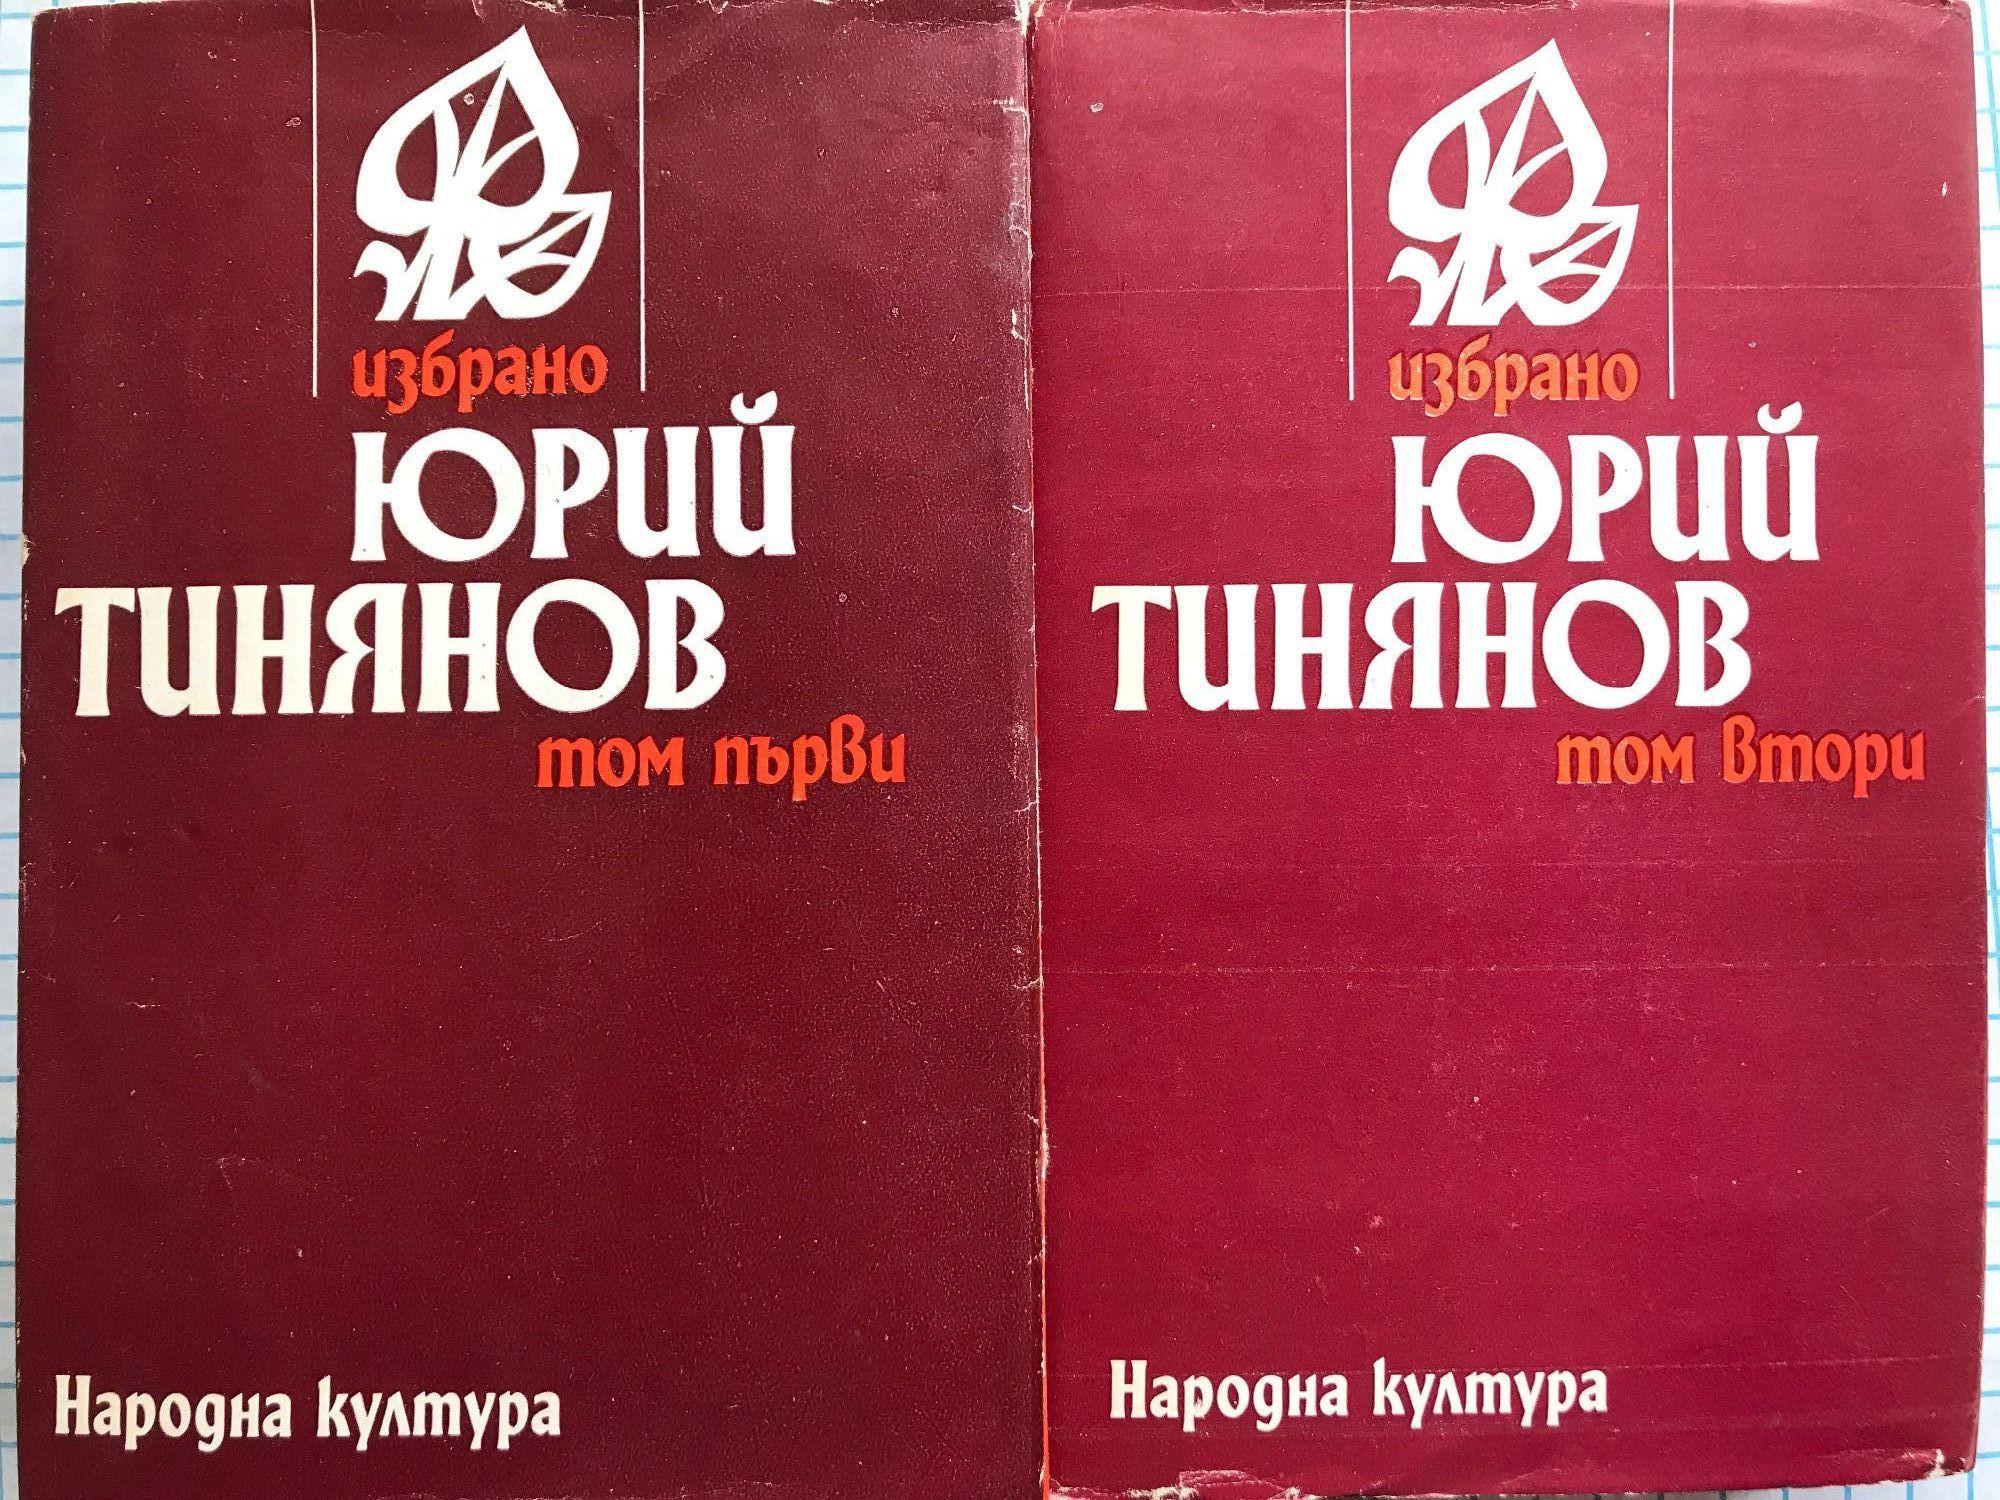 избрано
ЮРИЙ
ТИНЯНОВ
том първи
Народна култура
избрано
ЮРИЙ
ТИНЯНОВ
том втори
Народна култура